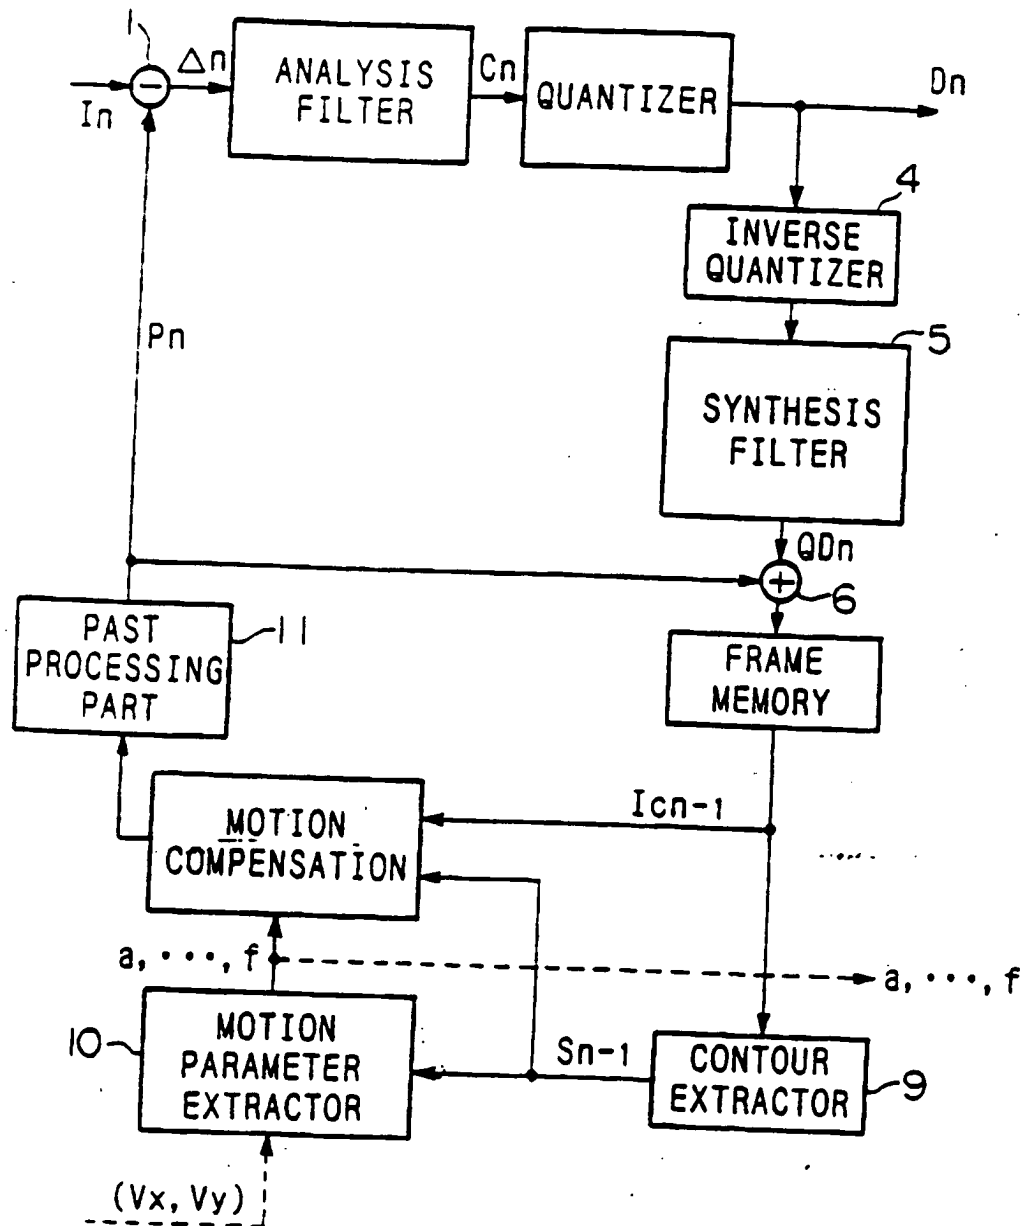 1
Δn
In
ANALYSIS
FILTER
Cn
QUANTIZER
Dn
4
INVERSE
QUANTIZER
Pn
5
SYNTHESIS
FILTER
QDn
+
6
PAST
PROCESSING
PART
11
FRAME
MEMORY
Icn-1
MOTION
COMPENSATION
a, ···, f
a, ···, f
10
MOTION
PARAMETER
EXTRACTOR
Sn-1
CONTOUR
EXTRACTOR
9
(Vx, Vy)